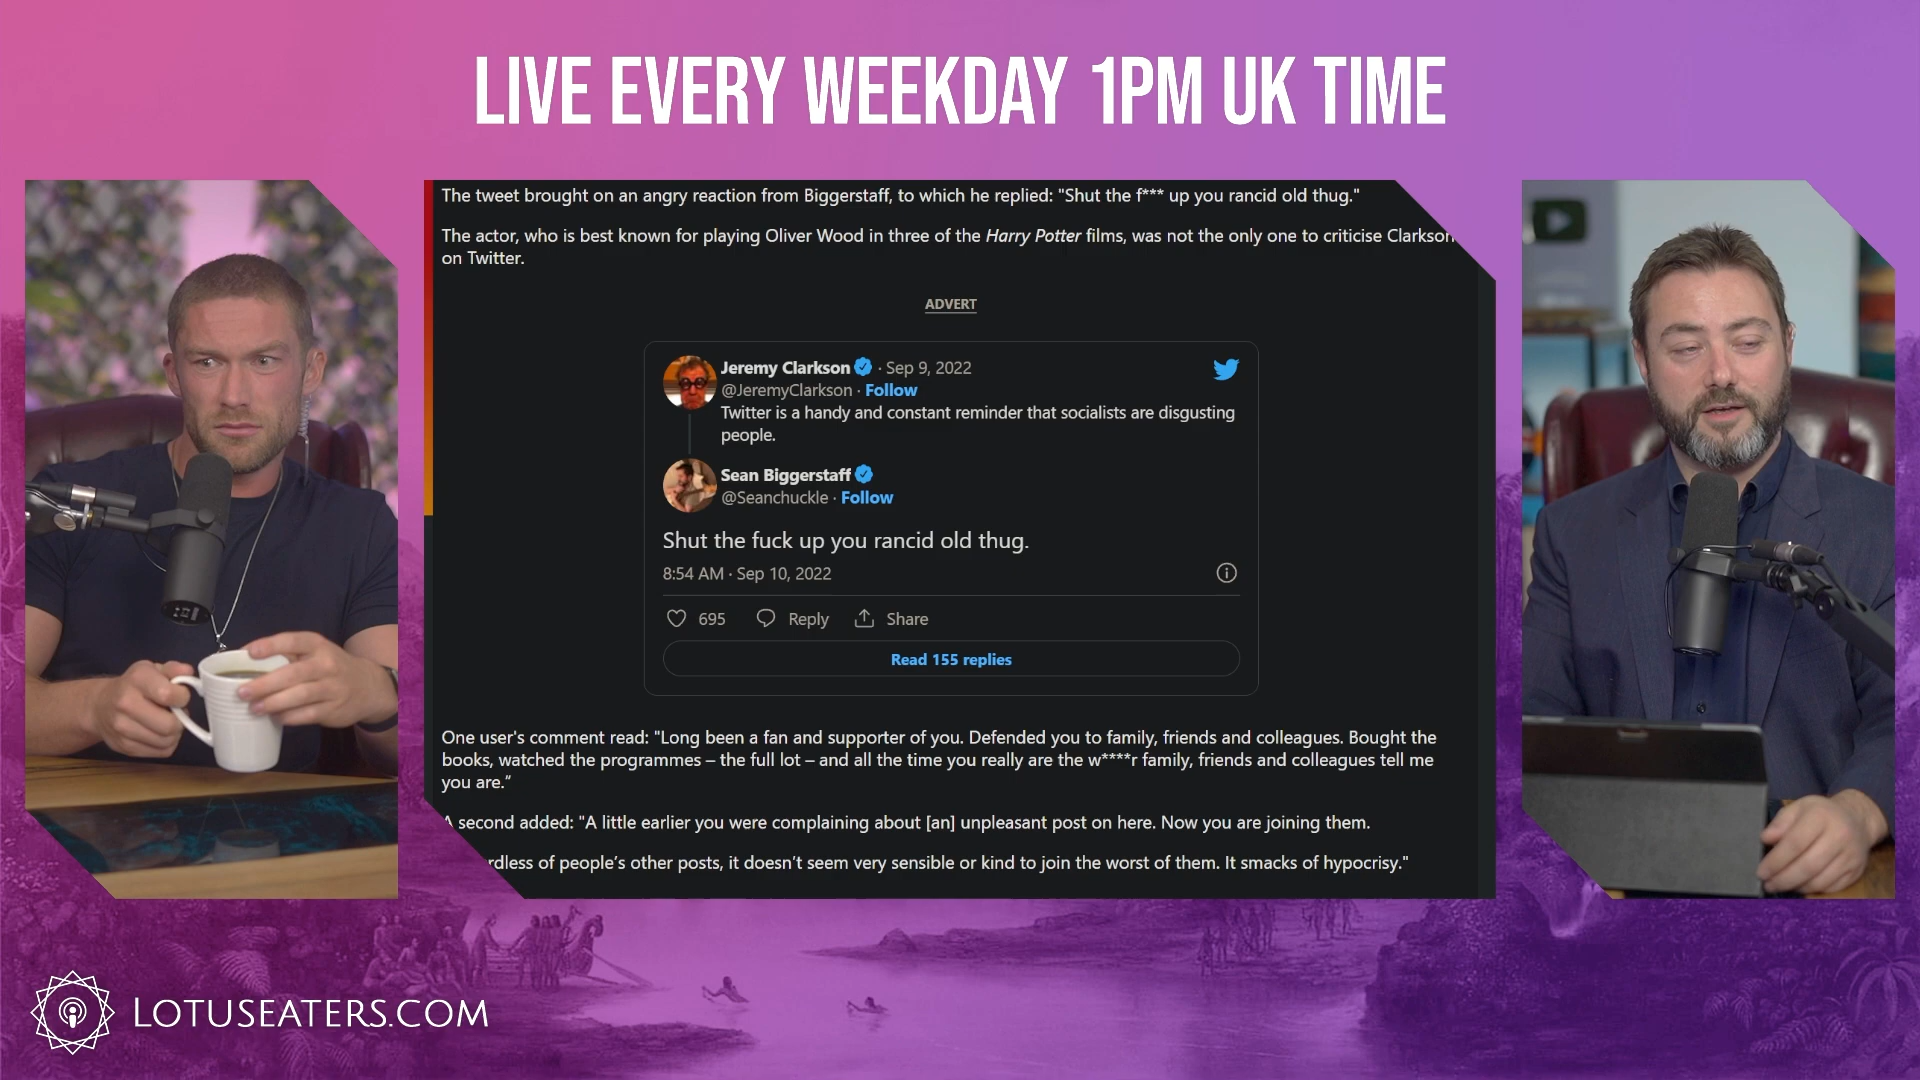 LIVE EVERY WEEKDAY 1PM UK TIME
The tweet brought on an angry reaction from Biggerstaff, to which he replied: "Shut the f*** up you rancid old thug."
The actor, who is best known for playing Oliver Wood in three of the Harry Potter films, was not the only one to criticise Clarkson
on Twitter.
ADVERT
Jeremy Clarkson · Sep 9, 2022
@JeremyClarkson · Follow
Twitter is a handy and constant reminder that socialists are disgusting
people.
Sean Biggerstaff
@Seanchuckle · Follow
Shut the fuck up you rancid old thug.
8:54 AM · Sep 10, 2022
695 Reply Share
Read 155 replies
One user's comment read: "Long been a fan and supporter of you. Defended you to family, friends and colleagues. Bought the
books, watched the programmes – the full lot – and all the time you really are the w****r family, friends and colleagues tell me
you are.“
A second added: "A little earlier you were complaining about [an] unpleasant post on here. Now you are joining them.
rdless of people’s other posts, it doesn’t seem very sensible or kind to join the worst of them. It smacks of hypocrisy."
LOTUSEATERS.COM